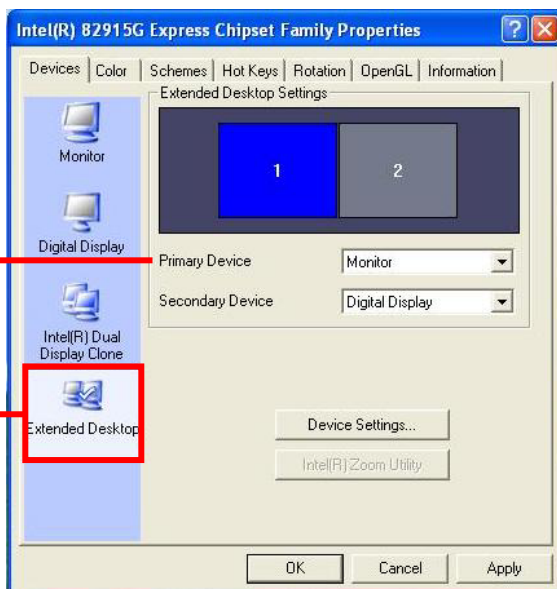 Intel(R) 82915G Express Chipset Family Properties
Devices Color Schemes Hot Keys Rotation OpenGL Information
Extended Desktop Settings
Monitor
1 2
Digital Display
Primary Device Monitor
Secondary Device Digital Display
Intel(R) Dual
Display Clone
Extended Desktop
Device Settings...
Intel(R) Zoom Utility
OK Cancel Apply